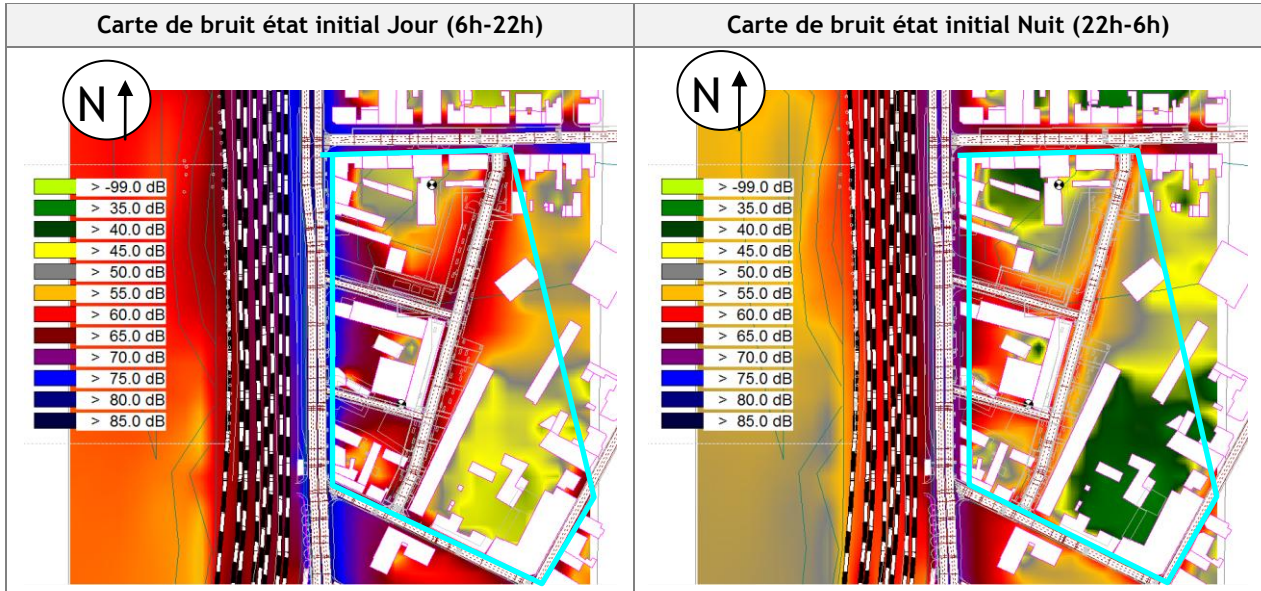 Carte de bruit état initial Jour (6h-22h)
Carte de bruit état initial Nuit (22h-6h)
N
> -99.0 dB
> 35.0 dB
> 40.0 dB
> 45.0 dB
> 50.0 dB
> 55.0 dB
> 60.0 dB
> 65.0 dB
> 70.0 dB
> 75.0 dB
> 80.0 dB
> 85.0 dB
N
> -99.0 dB
> 35.0 dB
> 40.0 dB
> 45.0 dB
> 50.0 dB
> 55.0 dB
> 60.0 dB
> 65.0 dB
> 70.0 dB
> 75.0 dB
> 80.0 dB
> 85.0 dB